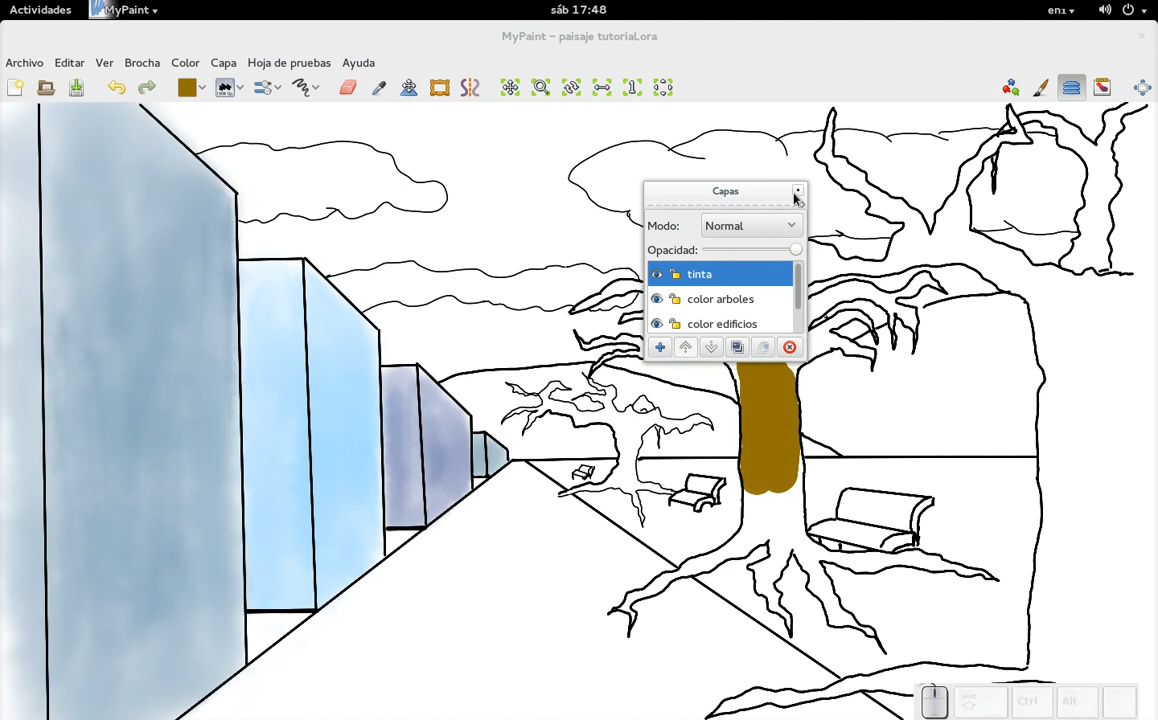 Actividades MyPaint sáb 17:48 en1
MyPaint – paisaje tutorial.ora
Archivo Editar Ver Brocha Color Capa Hoja de pruebas Ayuda
1
Capas
Modo: Normal
Opacidad:
tinta
color arboles
color edificios
Ctrl Alt